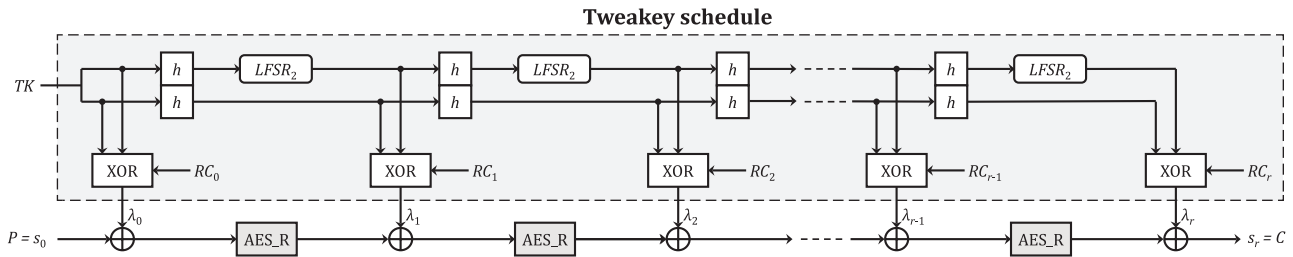 Tweakey schedule
h LFSR₂ h LFSR₂ h h LFSR₂
TK
h h h h
XOR RC₀ XOR RC₁ XOR RC₂ XOR RCᵣ₋₁ XOR RCᵣ
λ₀ λ₁ λ₂ λᵣ₋₁ λᵣ
P = s₀ AES_R AES_R AES_R sᵣ = C